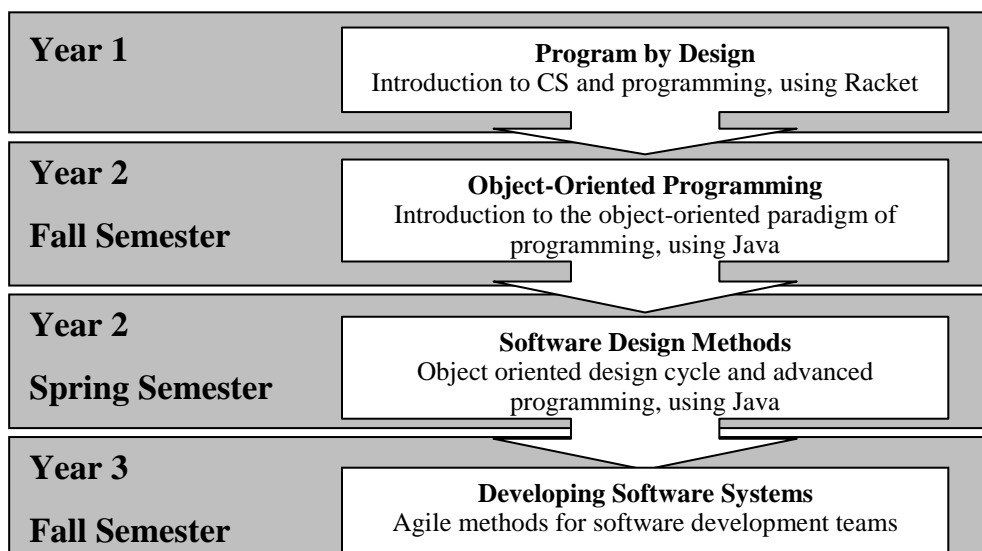 Year 1
Program by Design
Introduction to CS and programming, using Racket
Year 2
Fall Semester
Object-Oriented Programming
Introduction to the object-oriented paradigm of
programming, using Java
Year 2
Spring Semester
Software Design Methods
Object oriented design cycle and advanced
programming, using Java
Year 3
Fall Semester
Developing Software Systems
Agile methods for software development teams